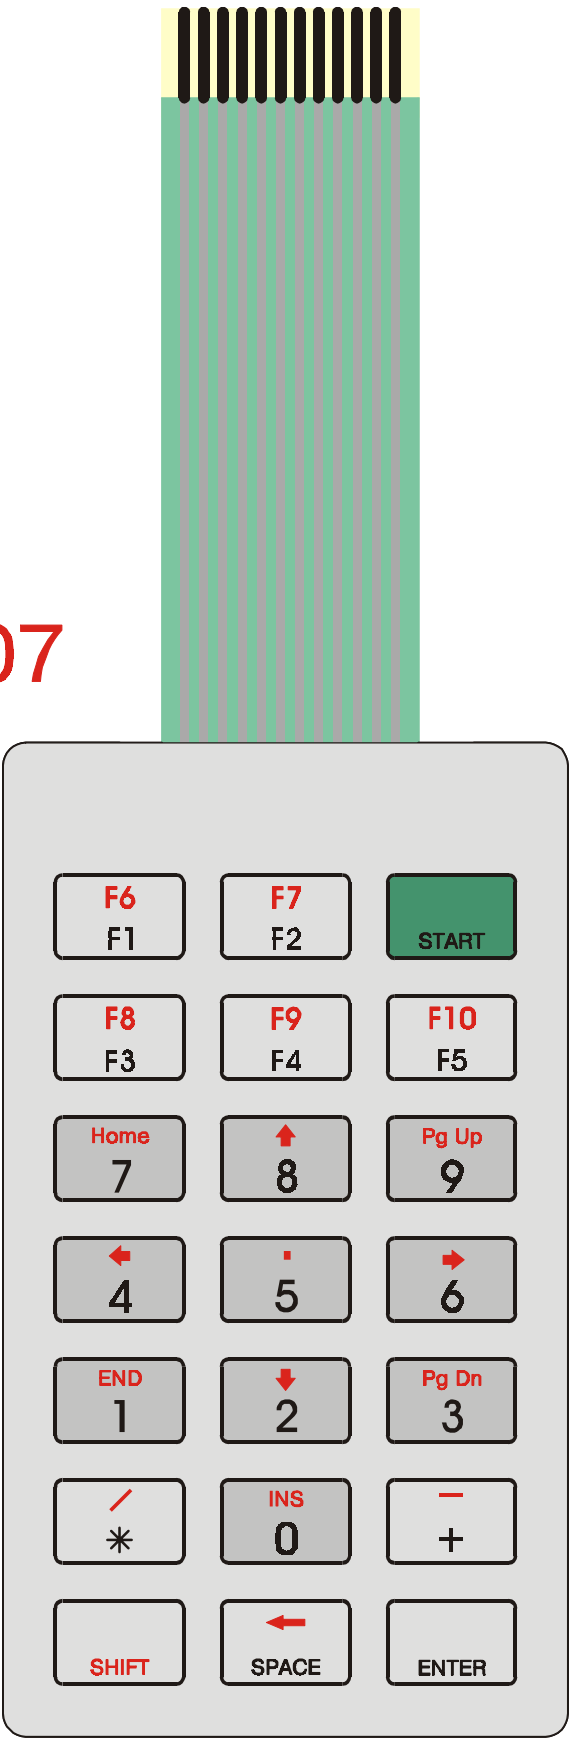 07
F6 F7
F1 F2 START
F8 F9 F10
F3 F4 F5
Home Pg Up
7 8 9
4 5 6
END Pg Dn
1 2 3
/ INS −
* 0 +
SHIFT SPACE ENTER